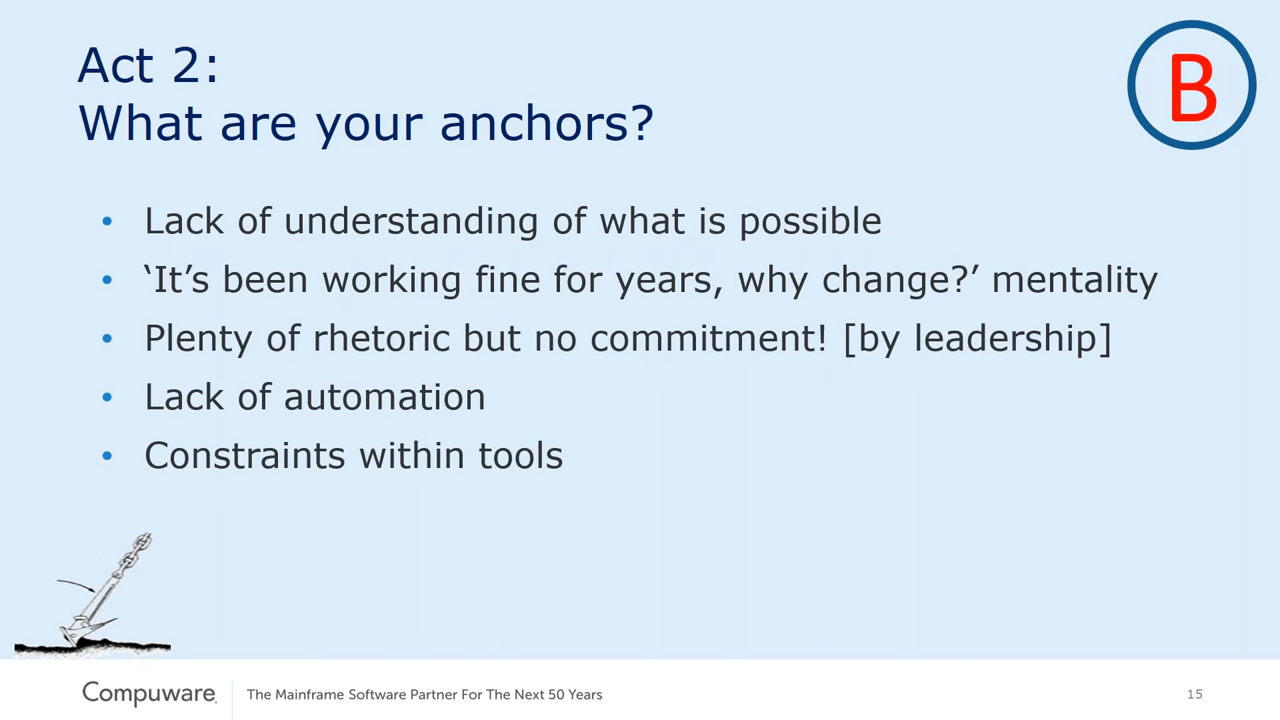 Act 2:
What are your anchors?
B
• Lack of understanding of what is possible
• ‘It’s been working fine for years, why change?’ mentality
• Plenty of rhetoric but no commitment! [by leadership]
• Lack of automation
• Constraints within tools
Compuware.
The Mainframe Software Partner For The Next 50 Years
15